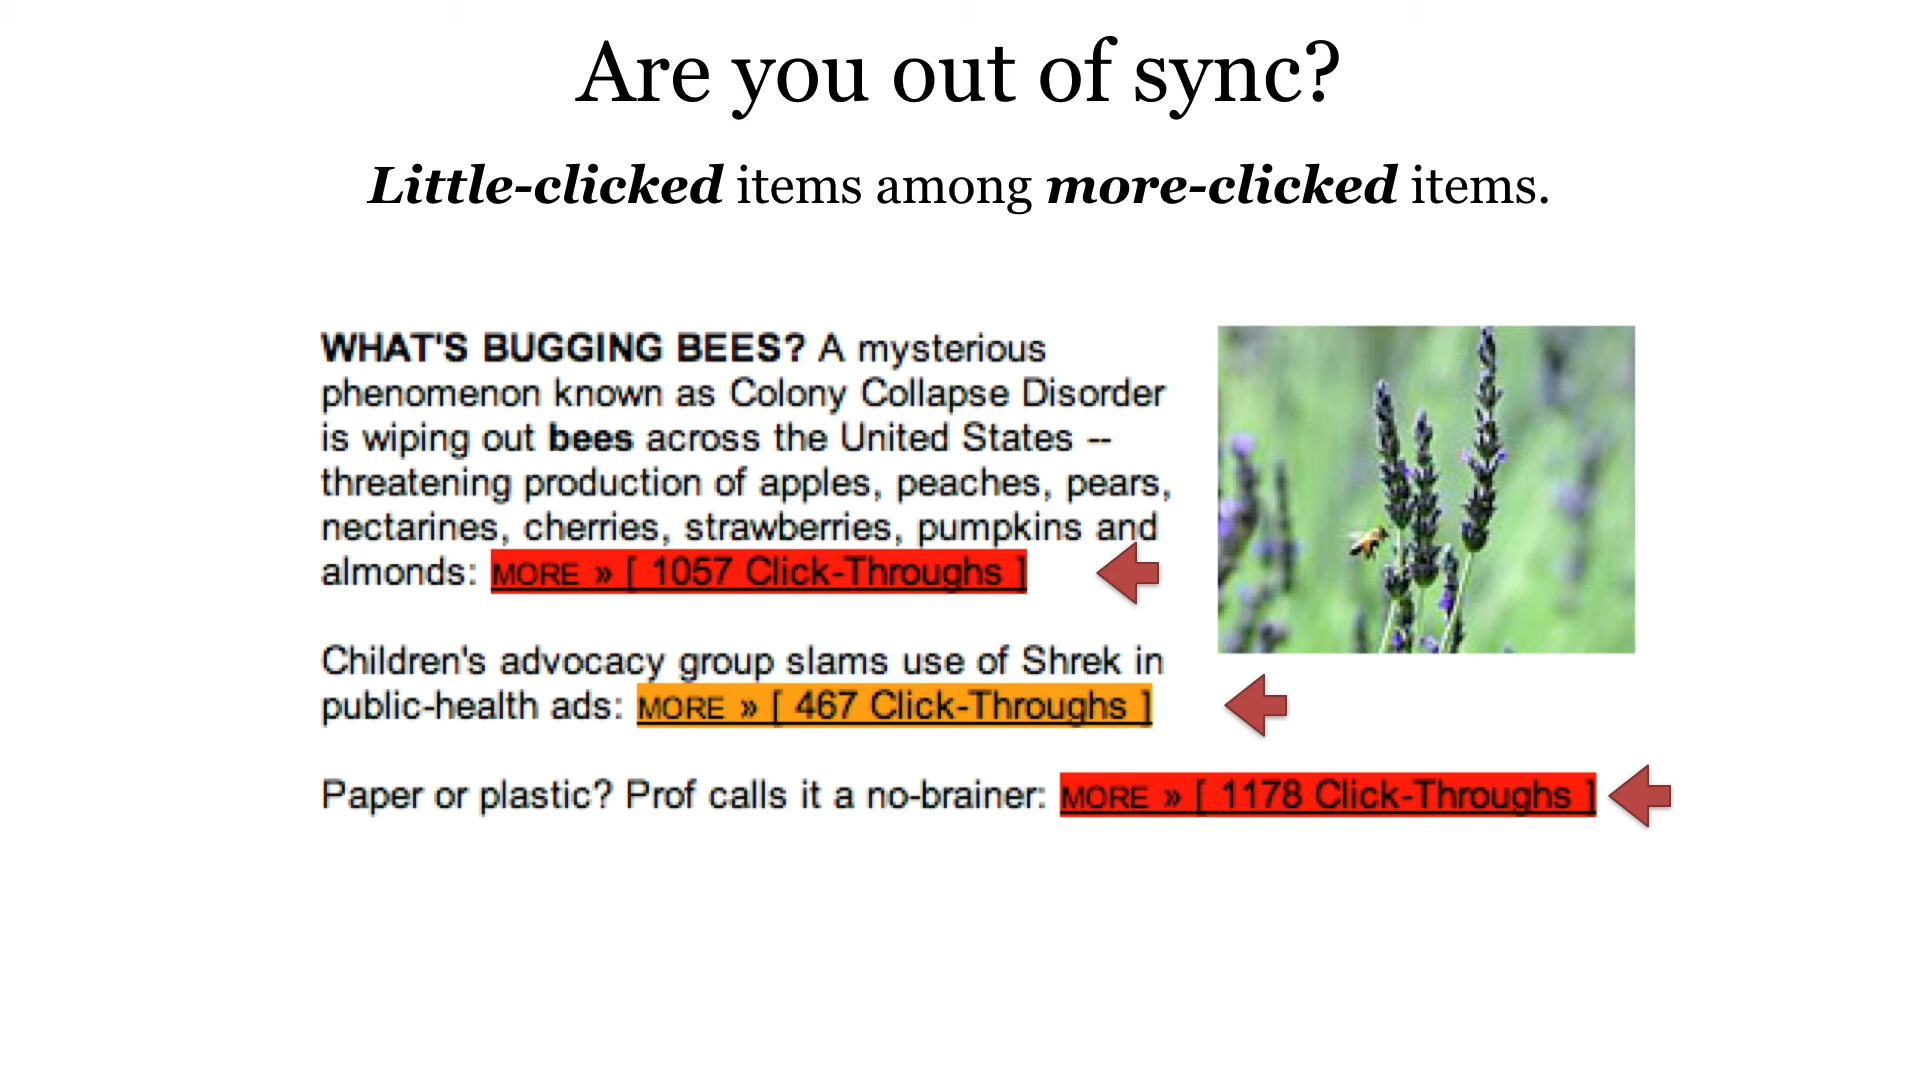 Are you out of sync?
Little-clicked items among more-clicked items.
WHAT'S BUGGING BEES? A mysterious
phenomenon known as Colony Collapse Disorder
is wiping out bees across the United States --
threatening production of apples, peaches, pears,
nectarines, cherries, strawberries, pumpkins and
almonds: MORE » [ 1057 Click-Throughs ]
Children's advocacy group slams use of Shrek in
public-health ads: MORE » [ 467 Click-Throughs ]
Paper or plastic? Prof calls it a no-brainer: MORE » [ 1178 Click-Throughs ]